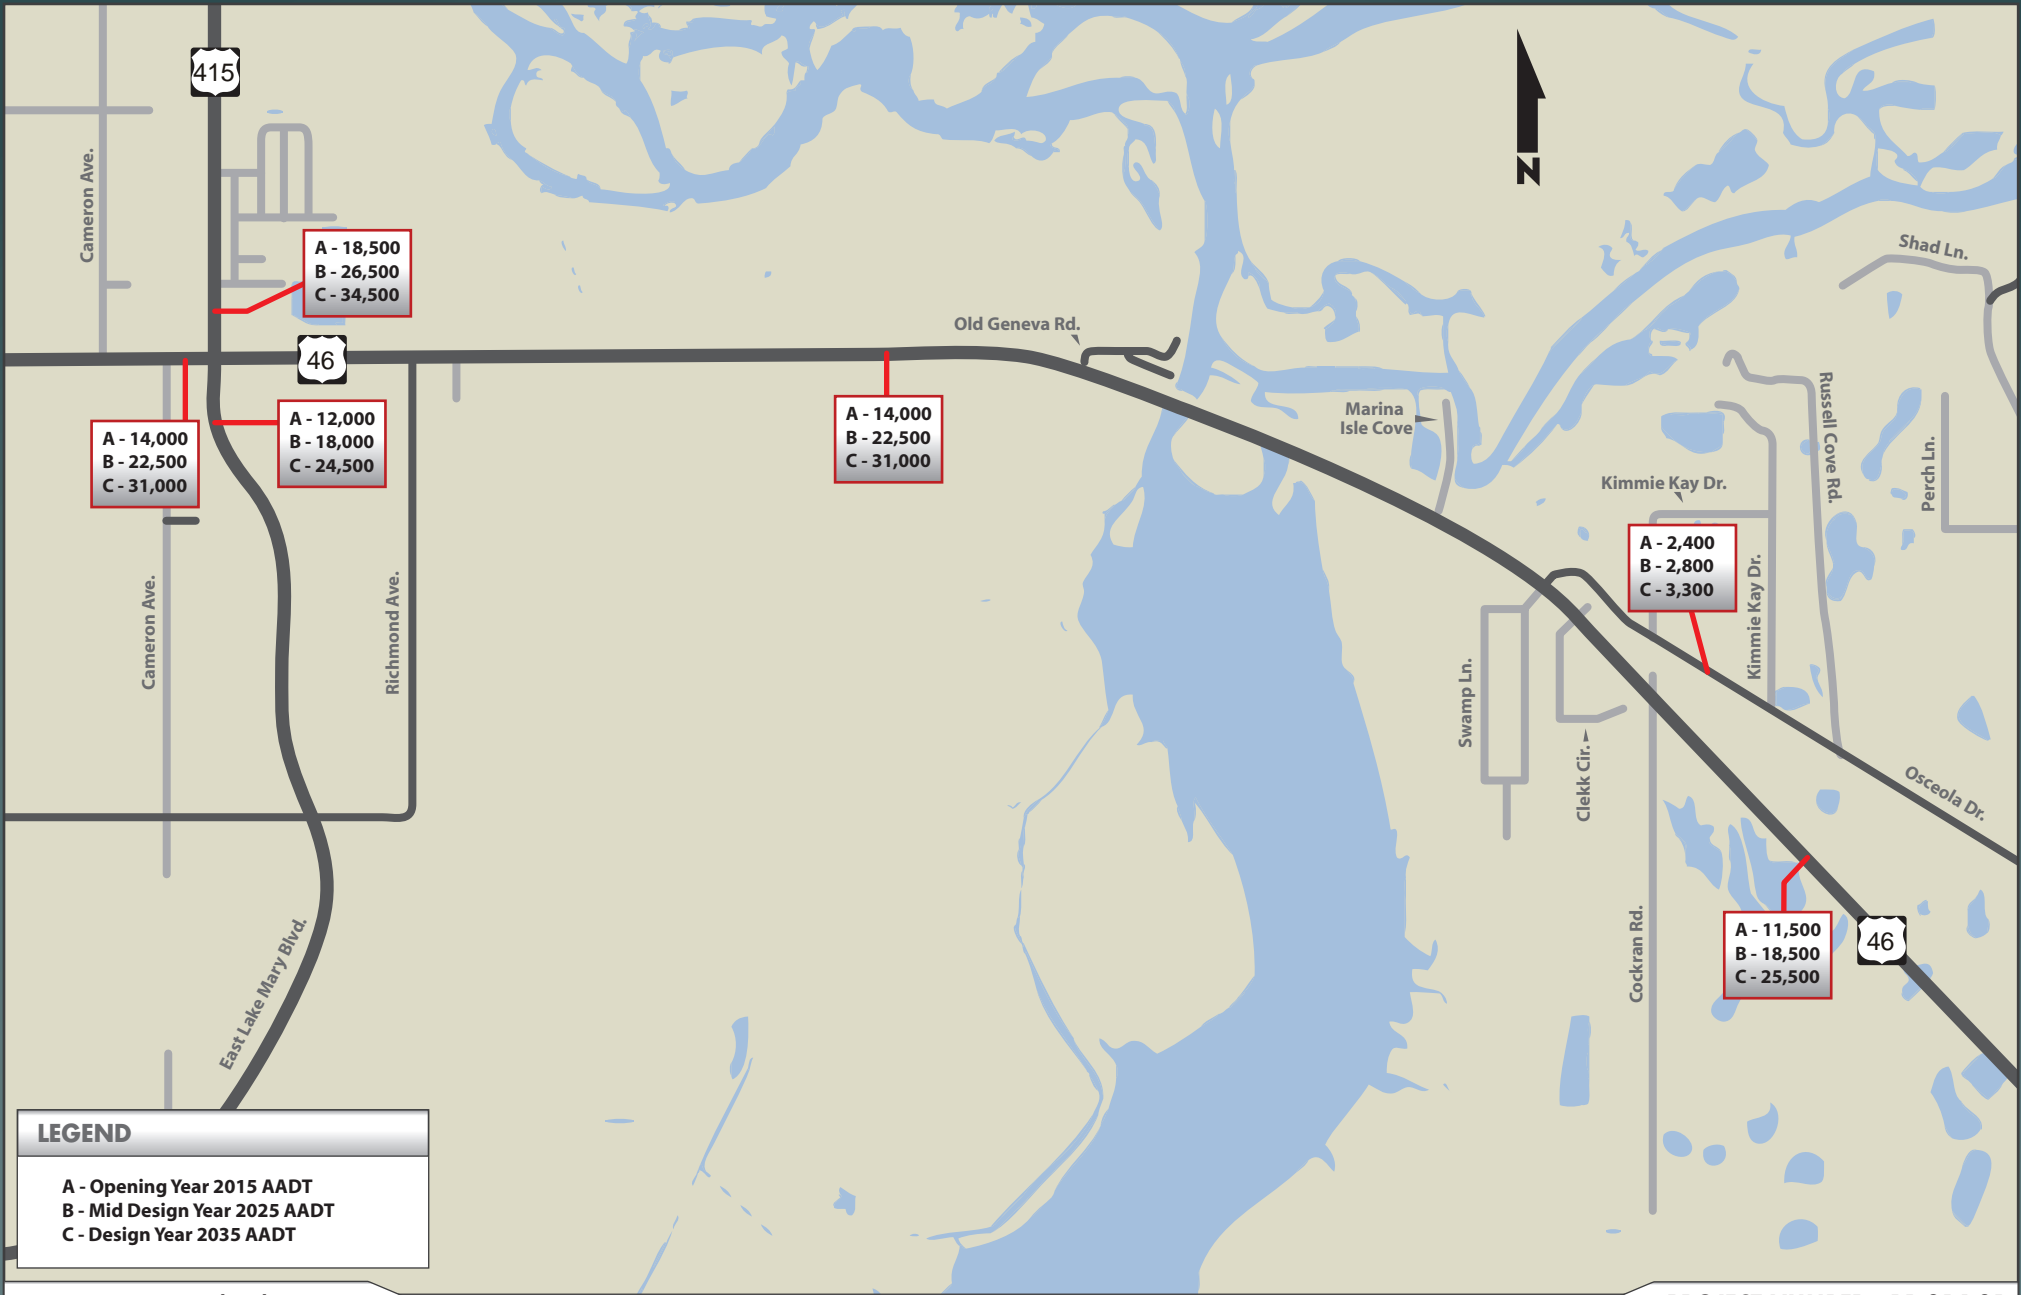 415
Cameron Ave.
A - 18,500
B - 26,500
C - 34,500
46
A - 14,000
B - 22,500
C - 31,000
A - 12,000
B - 18,000
C - 24,500
Cameron Ave.
Richmond Ave.
East Lake Mary Blvd.
Old Geneva Rd.
A - 14,000
B - 22,500
C - 31,000
N
Marina
Isle Cove
Shad Ln.
Russell Cove Rd.
Perch Ln.
Kimmie Kay Dr.
A - 2,400
B - 2,800
C - 3,300
Kimmie Kay Dr.
Swamp Ln.
Clekk Cir.
Osceola Dr.
Cockran Rd.
A - 11,500
B - 18,500
C - 25,500
46
LEGEND
A - Opening Year 2015 AADT
B - Mid Design Year 2025 AADT
C - Design Year 2035 AADT